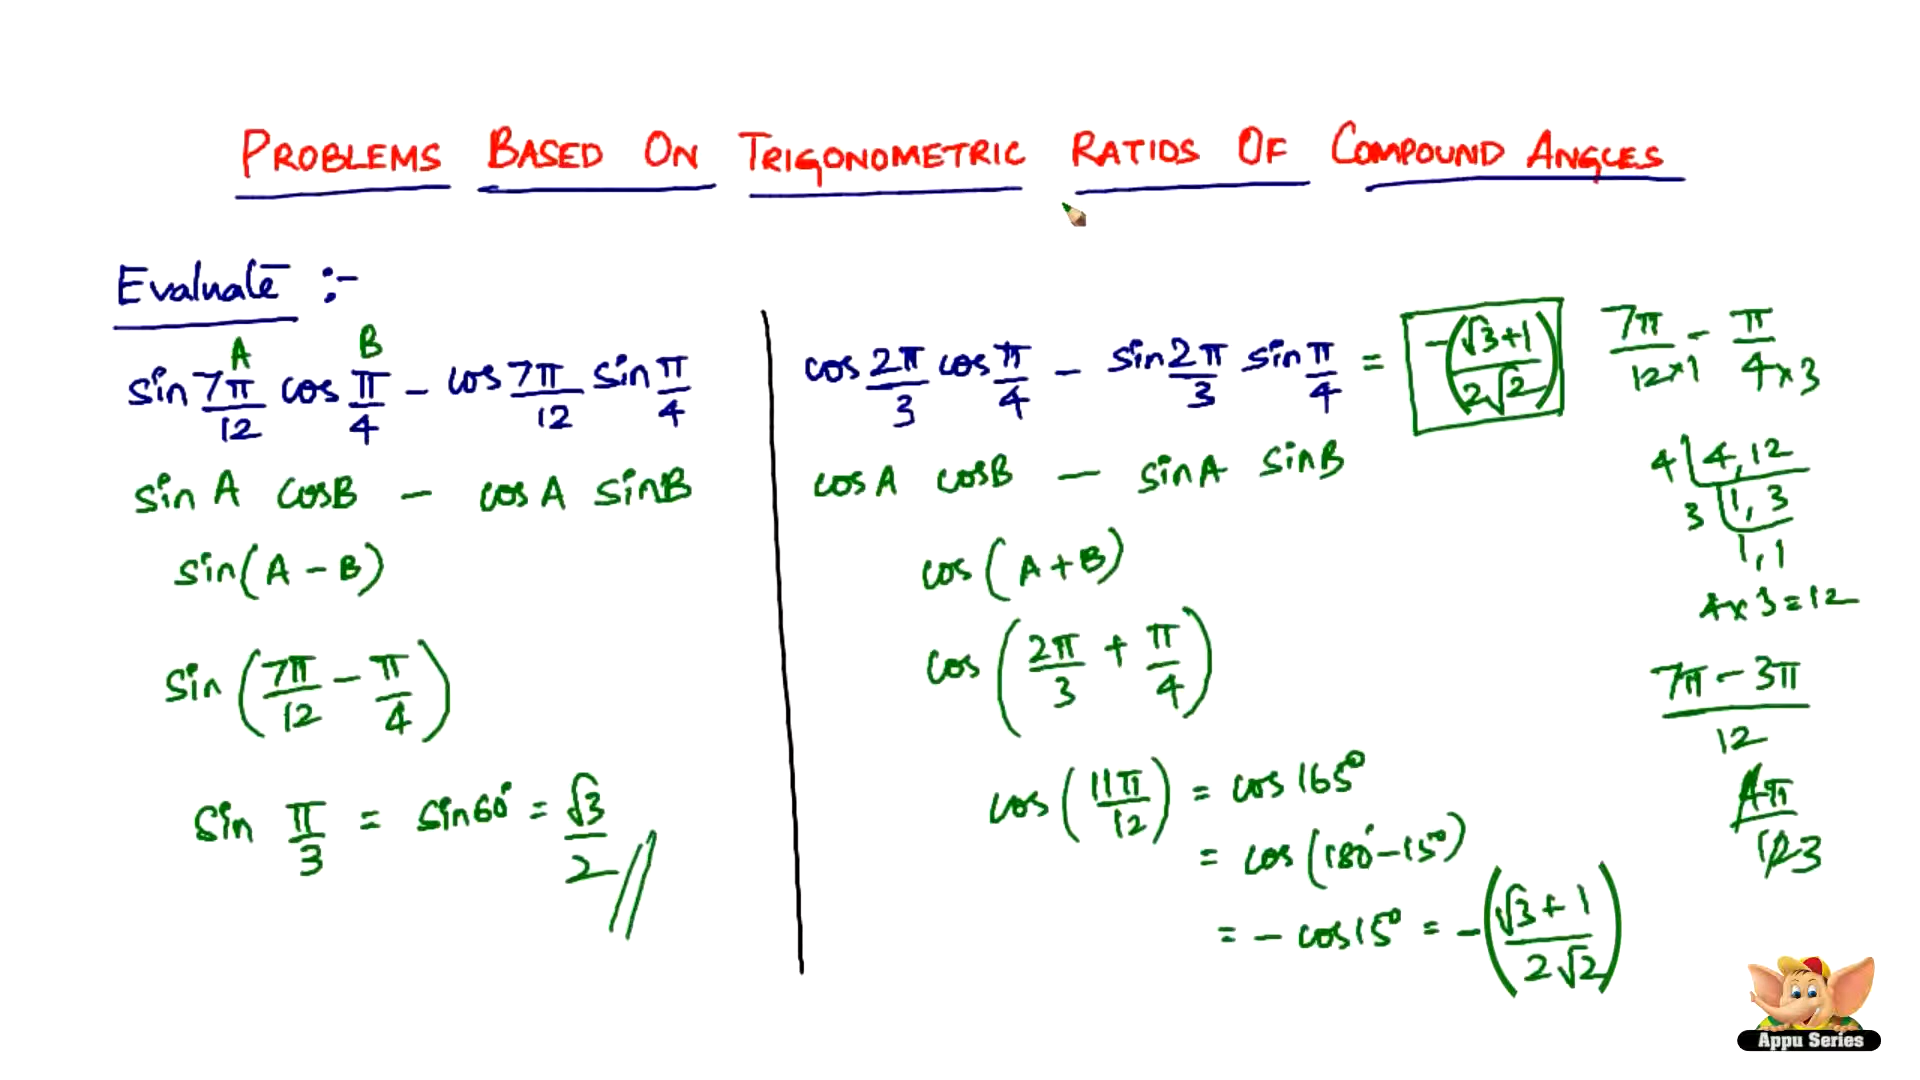 PROBLEMS BASED ON TRIGONOMETRIC RATIOS OF COMPOUND ANGLES
Evaluate :-
A B
sin 7π/12 cos π/4 - cos 7π/12 sin π/4
sin A cosB - cos A sinB
sin(A - B)
sin(7π/12 - π/4)
sin π/3 = sin60° = √3/2 //
cos 2π/3 cos π/4 - sin 2π/3 sin π/4 = -(√3+1/2√2)
cosA cosB - sinA sinB
cos(A+B)
cos(2π/3 + π/4)
cos(11π/12) = cos 165°
= cos(180°-15°)
= - cos15° = -(√3+1/2√2)
7π/12×1 - π/4×3
4 | 4, 12
3 | 1, 3
1, 1
4×3=12
7π - 3π/12
4π/12 3
Appu Series